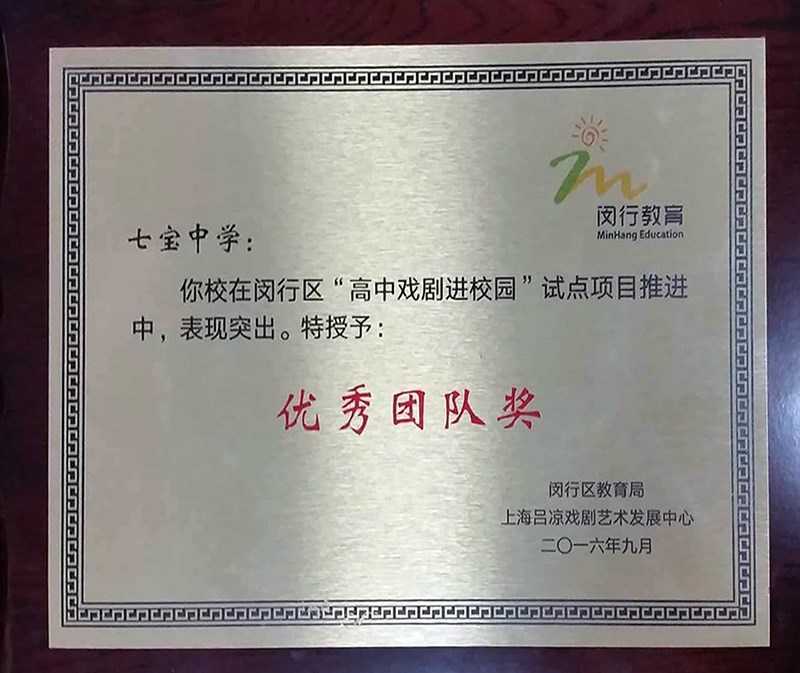 闵行教育
MinHang Education
七宝中学：
你校在闵行区“高中戏剧进校园”试点项目推进
中，表现突出。特授予：
优秀团队奖
闵行区教育局
上海吕凉戏剧艺术发展中心
二〇一六年九月